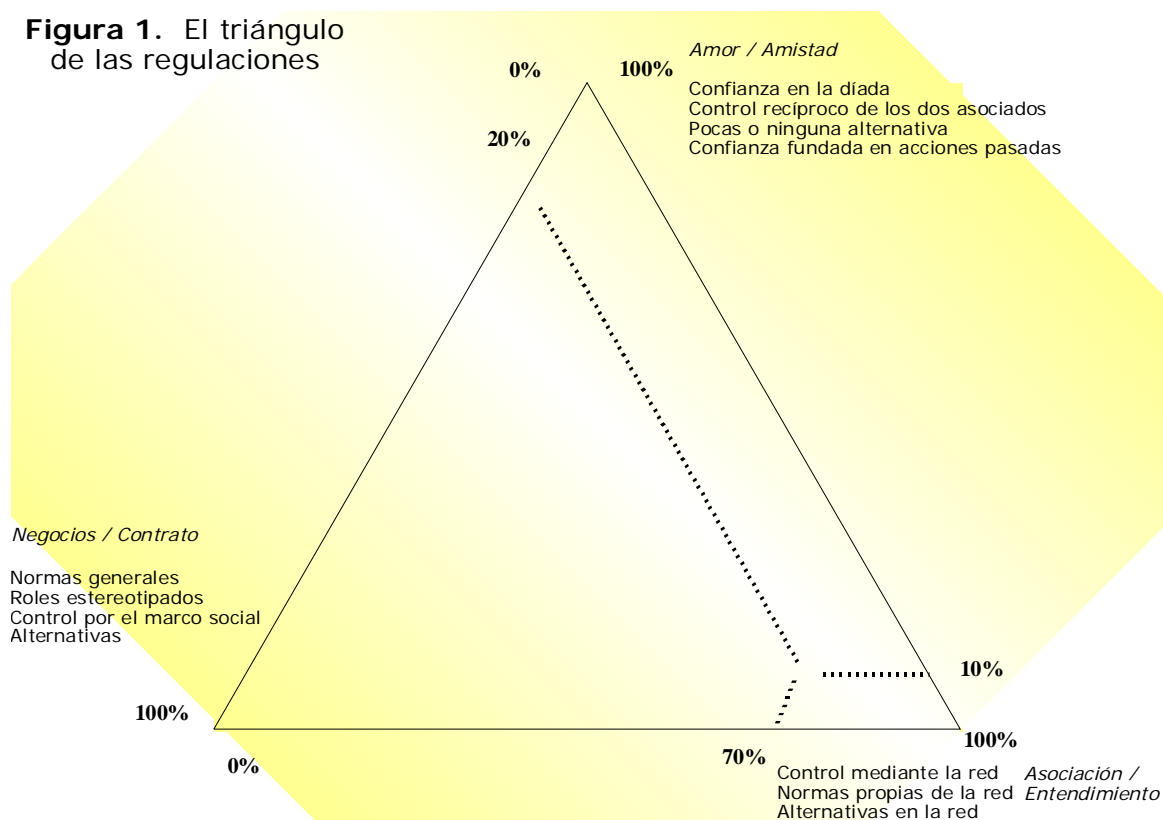 Figura 1. El triángulo
de las regulaciones
Amor / Amistad
0%
100%
Confianza en la díada
Control recíproco de los dos asociados
Pocas o ninguna alternativa
Confianza fundada en acciones pasadas
20%
Negocios / Contrato
Normas generales
Roles estereotipados
Control por el marco social
Alternativas
10%
100%
0%
70%
100%
Control mediante la red
Normas propias de la red
Alternativas en la red
Asociación /
Entendimiento